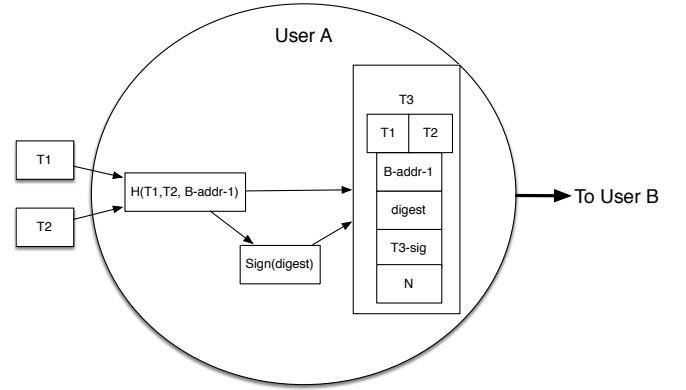 User A
T3
T1
T2
T1
B-addr-1
H(T1,T2, B-addr-1)
To User B
digest
T2
T3-sig
Sign(digest)
N